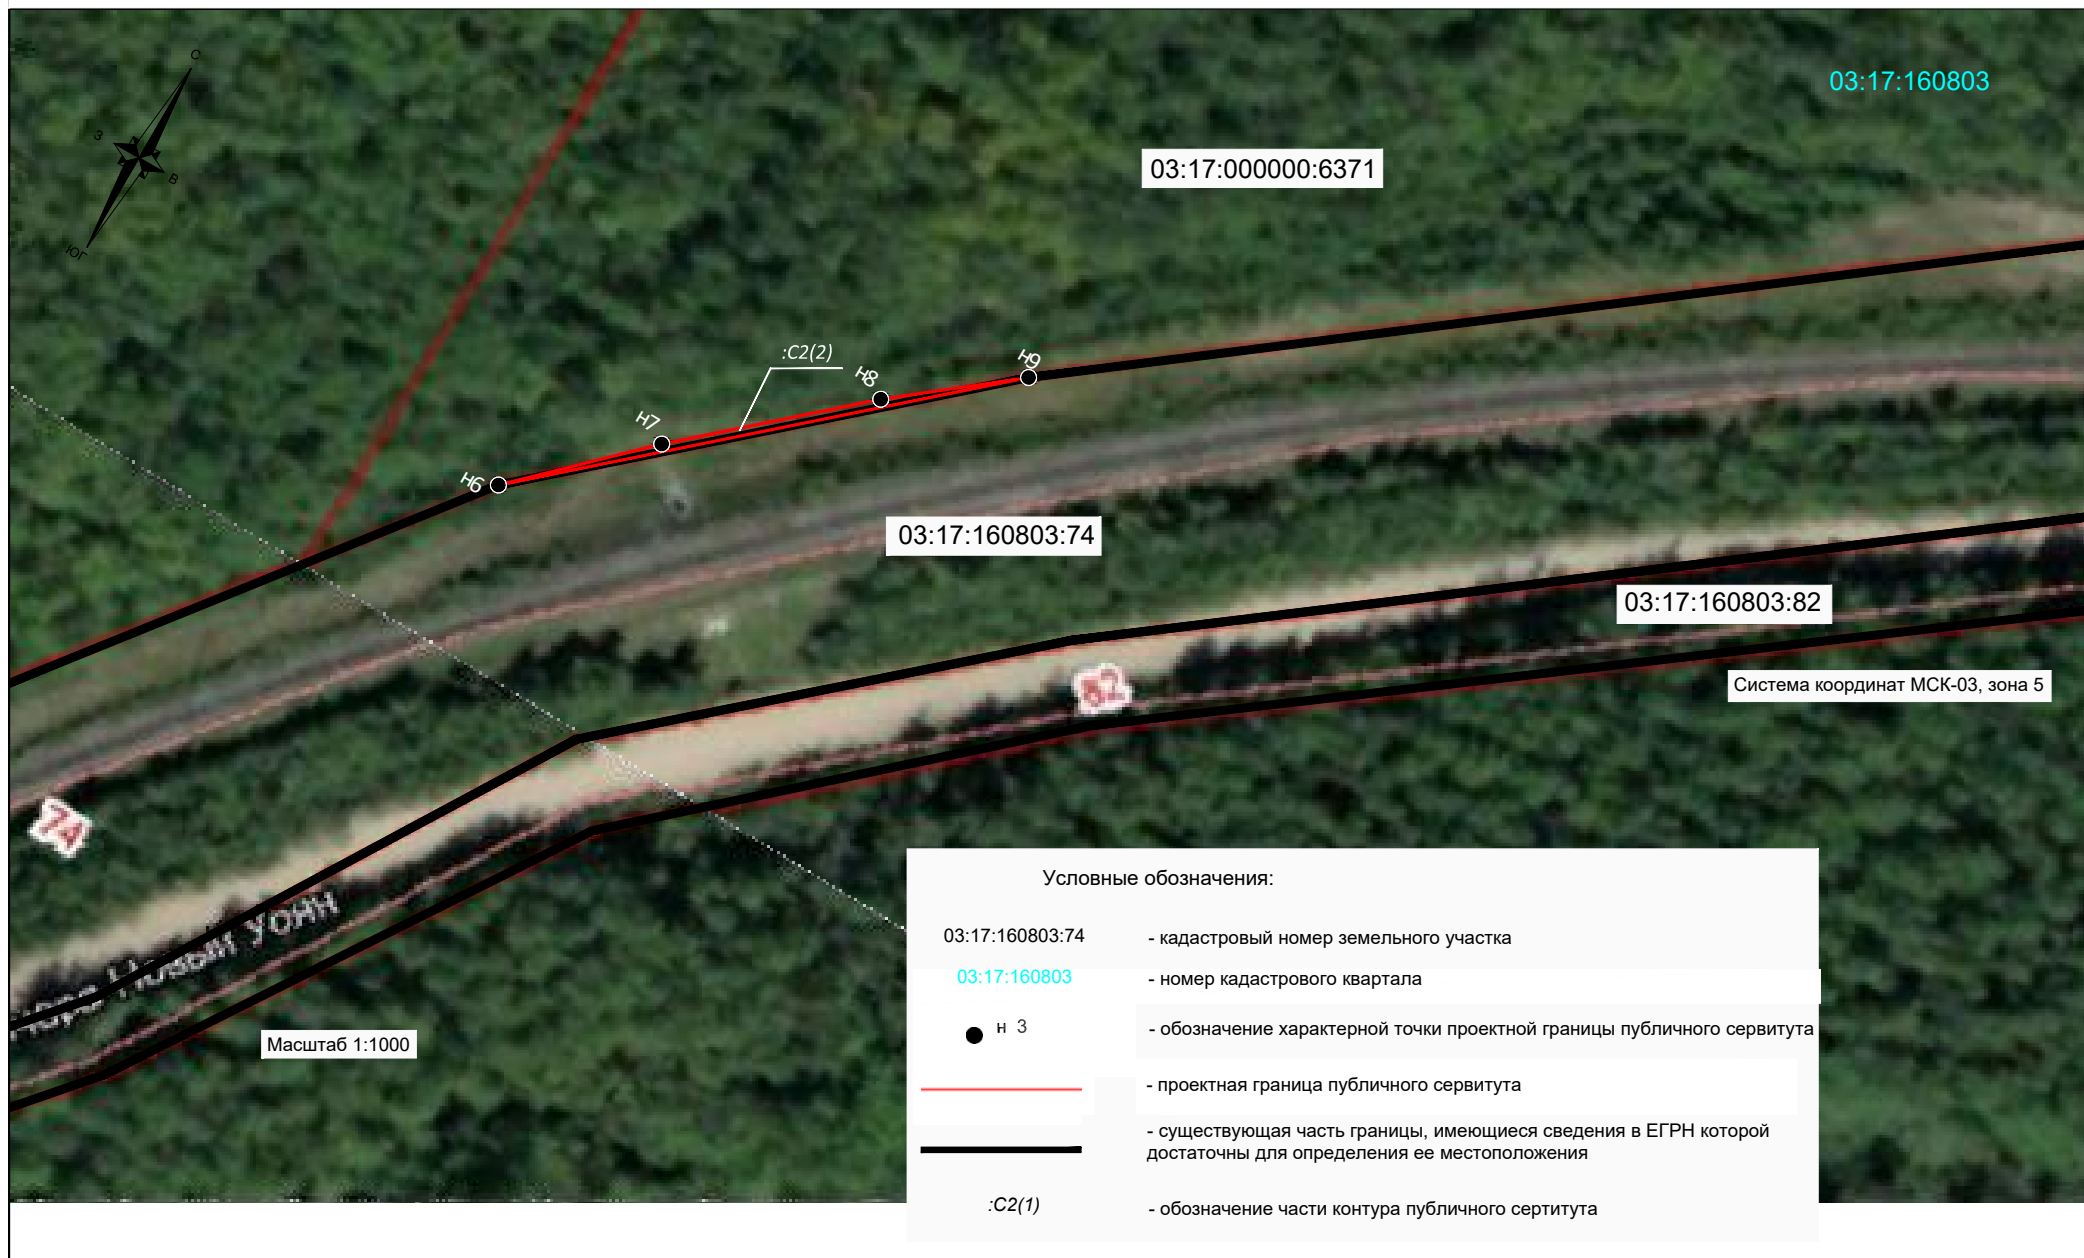 С
З
В
ЮГ
03:17:160803
03:17:000000:6371
:С2(2)
н9
н8
н7
н6
03:17:160803:74
03:17:160803:82
82
Система координат МСК-03, зона 5
74
Новый Уоян
Масштаб 1:1000
Условные обозначения:
03:17:160803:74 - кадастровый номер земельного участка
03:17:160803 - номер кадастрового квартала
н 3 - обозначение характерной точки проектной границы публичного сервитута
- проектная граница публичного сервитута
- существующая часть границы, имеющиеся сведения в ЕГРН которой
достаточны для определения ее местоположения
:С2(1) - обозначение части контура публичного сертитута